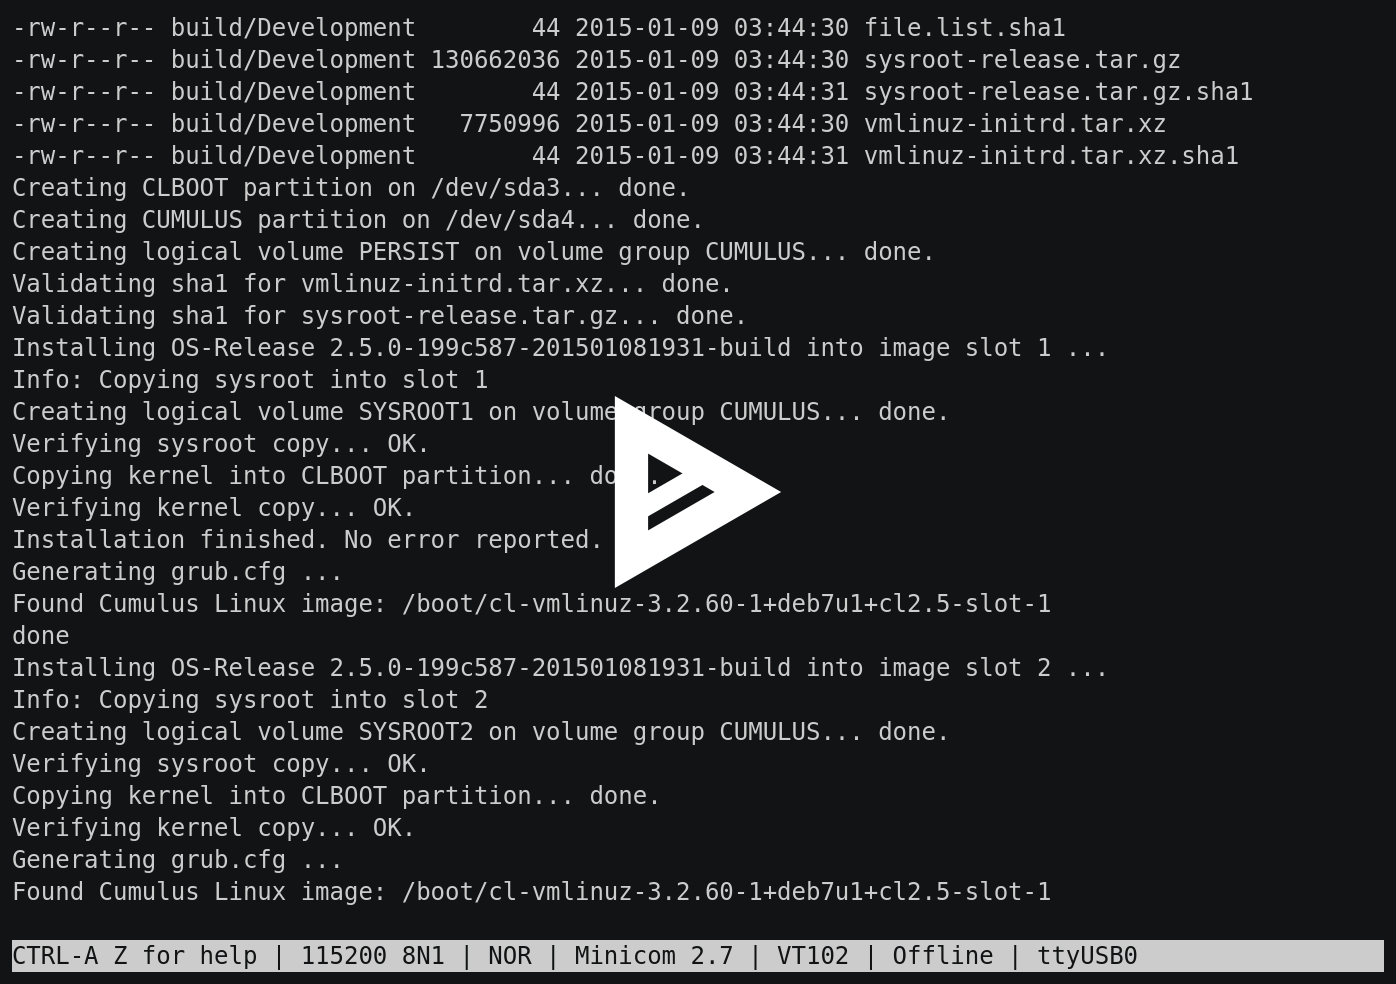 -rw-r--r-- build/Development        44 2015-01-09 03:44:30 file.list.sha1
-rw-r--r-- build/Development 130662036 2015-01-09 03:44:30 sysroot-release.tar.gz
-rw-r--r-- build/Development        44 2015-01-09 03:44:31 sysroot-release.tar.gz.sha1
-rw-r--r-- build/Development   7750996 2015-01-09 03:44:30 vmlinuz-initrd.tar.xz
-rw-r--r-- build/Development        44 2015-01-09 03:44:31 vmlinuz-initrd.tar.xz.sha1
Creating CLBOOT partition on /dev/sda3... done.
Creating CUMULUS partition on /dev/sda4... done.
Creating logical volume PERSIST on volume group CUMULUS... done.
Validating sha1 for vmlinuz-initrd.tar.xz... done.
Validating sha1 for sysroot-release.tar.gz... done.
Installing OS-Release 2.5.0-199c587-201501081931-build into image slot 1 ...
Info: Copying sysroot into slot 1
Creating logical volume SYSROOT1 on volume group CUMULUS... done.
Verifying sysroot copy... OK.
Copying kernel into CLBOOT partition...
Verifying kernel copy... OK.
Installation finished. No error reported.
Generating grub.cfg ...
Found Cumulus Linux image: /boot/cl-vmlinuz-3.2.60-1+deb7u1+cl2.5-slot-1
done
Installing OS-Release 2.5.0-199c587-201501081931-build into image slot 2 ...
Info: Copying sysroot into slot 2
Creating logical volume SYSROOT2 on volume group CUMULUS... done.
Verifying sysroot copy... OK.
Copying kernel into CLBOOT partition... done.
Verifying kernel copy... OK.
Generating grub.cfg ...
Found Cumulus Linux image: /boot/cl-vmlinuz-3.2.60-1+deb7u1+cl2.5-slot-1
CTRL-A Z for help | 115200 8N1 | NOR | Minicom 2.7 | VT102 | Offline | ttyUSB0